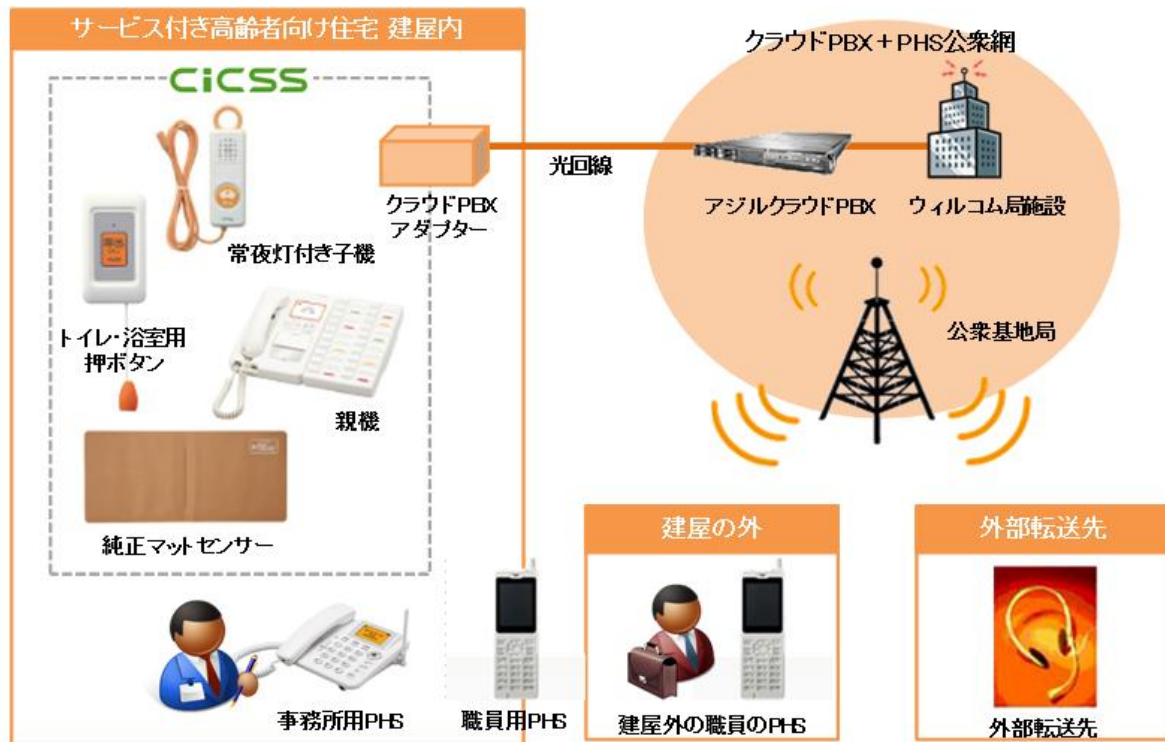 サービス付き高齢者向け住宅 建屋内
CiCSS
常夜灯付き子機
トイレ・浴室用
押ボタン
親機
純正マットセンサー
クラウドPBX
アダプター
光回線
クラウドPBX+PHS公衆網
アジルクラウドPBX
ウィルコム局施設
公衆基地局
事務所用PHS
職員用PHS
建屋の外
建屋外の職員のPHS
外部転送先
外部転送先